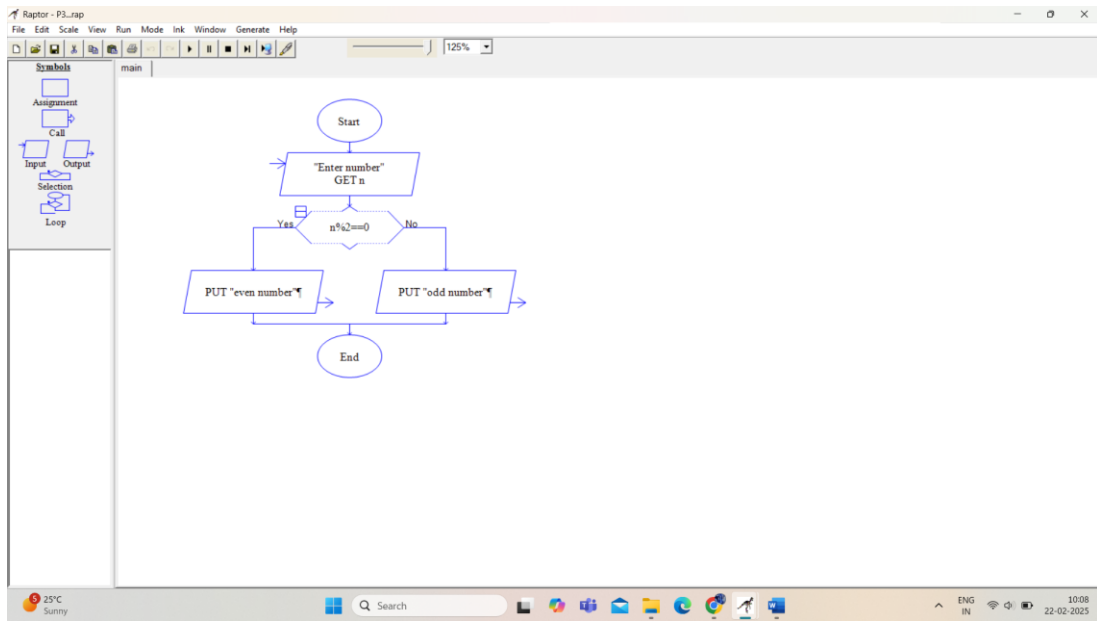 Raptor - P3...rap
File Edit Scale View Run Mode Ink Window Generate Help
125%
Symbols
Assignment
Call
Input Output
Selection
Loop
main
Start
"Enter number"
GET n
Yes n%2==0 No
PUT "even number"¶ PUT "odd number"¶
End
5
25°C
Sunny
Search
ENG
IN
10:08
22-02-2025